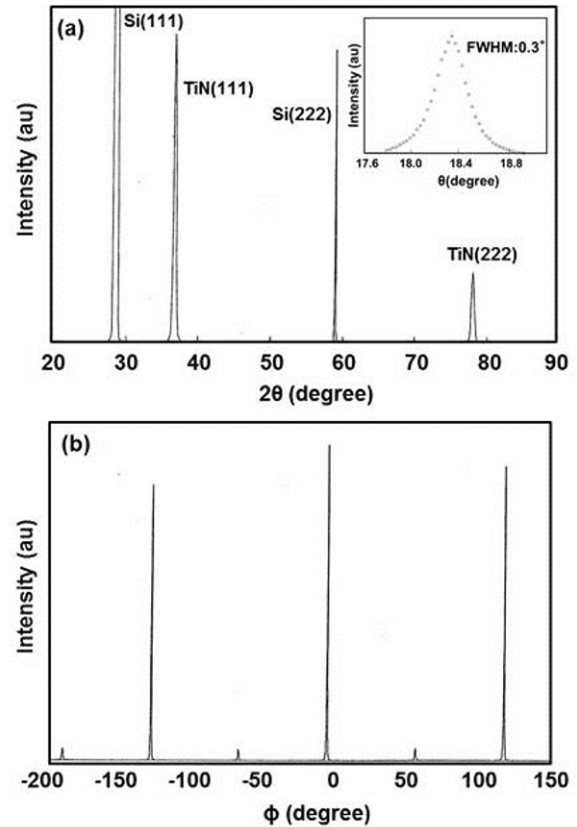 (a)
Si(111)
TiN(111)
Si(222)
TiN(222)
FWHM:0.3°
Intensity (au)
17.6 18.0 18.4 18.8
θ(degree)
Intensity (au)
20 30 40 50 60 70 80 90
2θ (degree)
(b)
Intensity (au)
-200 -150 -100 -50 0 50 100 150
ϕ (degree)